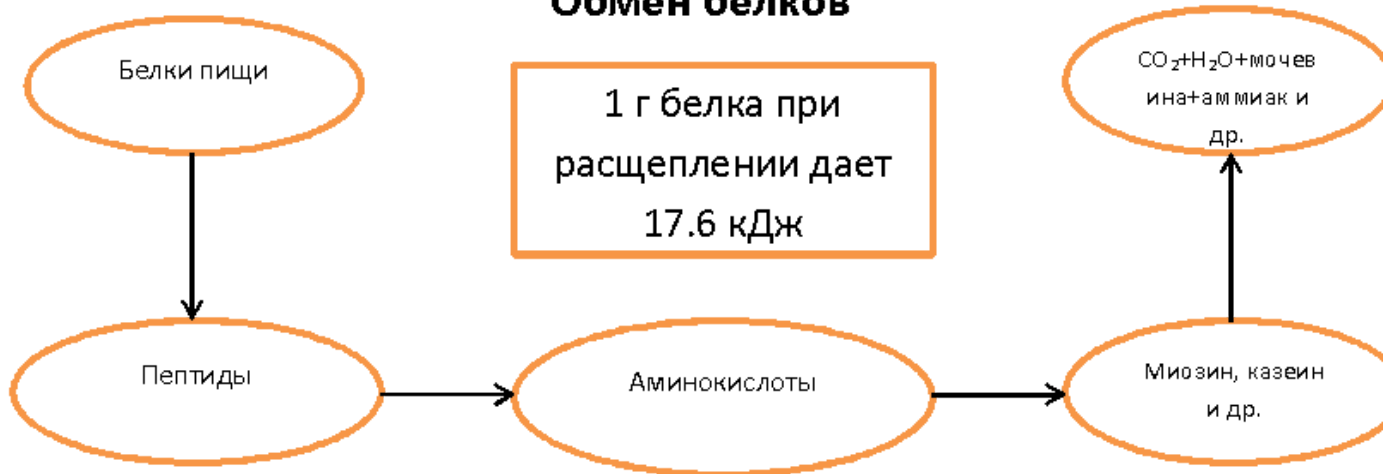 Обмен белков
Белки пищи
1 г белка при
расщеплении дает
17.6 кДж
CO₂+H₂O+мочев
ина+аммиак и
др.
Пептиды
Аминокислоты
Миозин, казеин
и др.